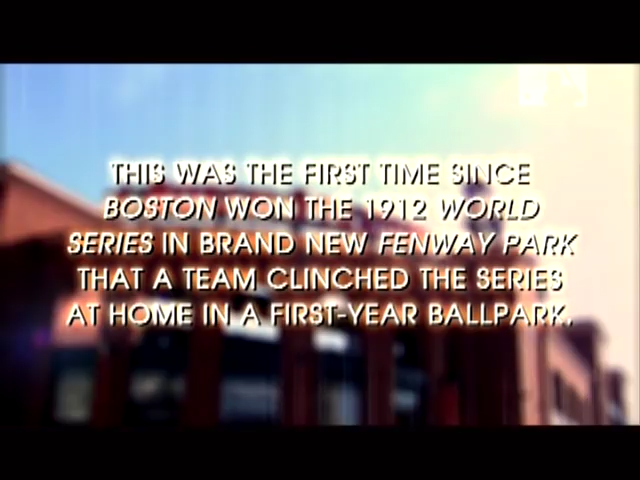 THIS WAS THE FIRST TIME SINCE
BOSTON WON THE 1912 WORLD
SERIES IN BRAND NEW FENWAY PARK
THAT A TEAM CLINCHED THE SERIES
AT HOME IN A FIRST-YEAR BALLPARK.